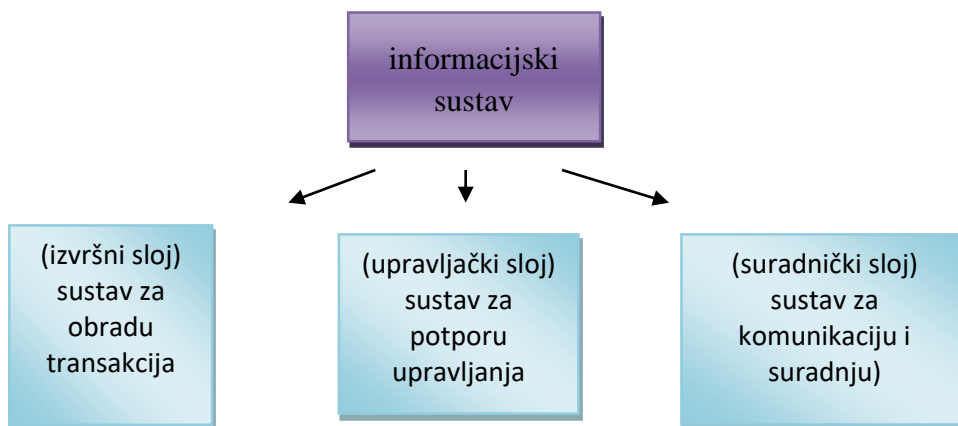 informacijski
sustav
(izvršni sloj)
sustav za
obradu
transakcija
(upravljački sloj)
sustav za
potporu
upravljanja
(suradnički sloj)
sustav za
komunikaciju i
suradnju)